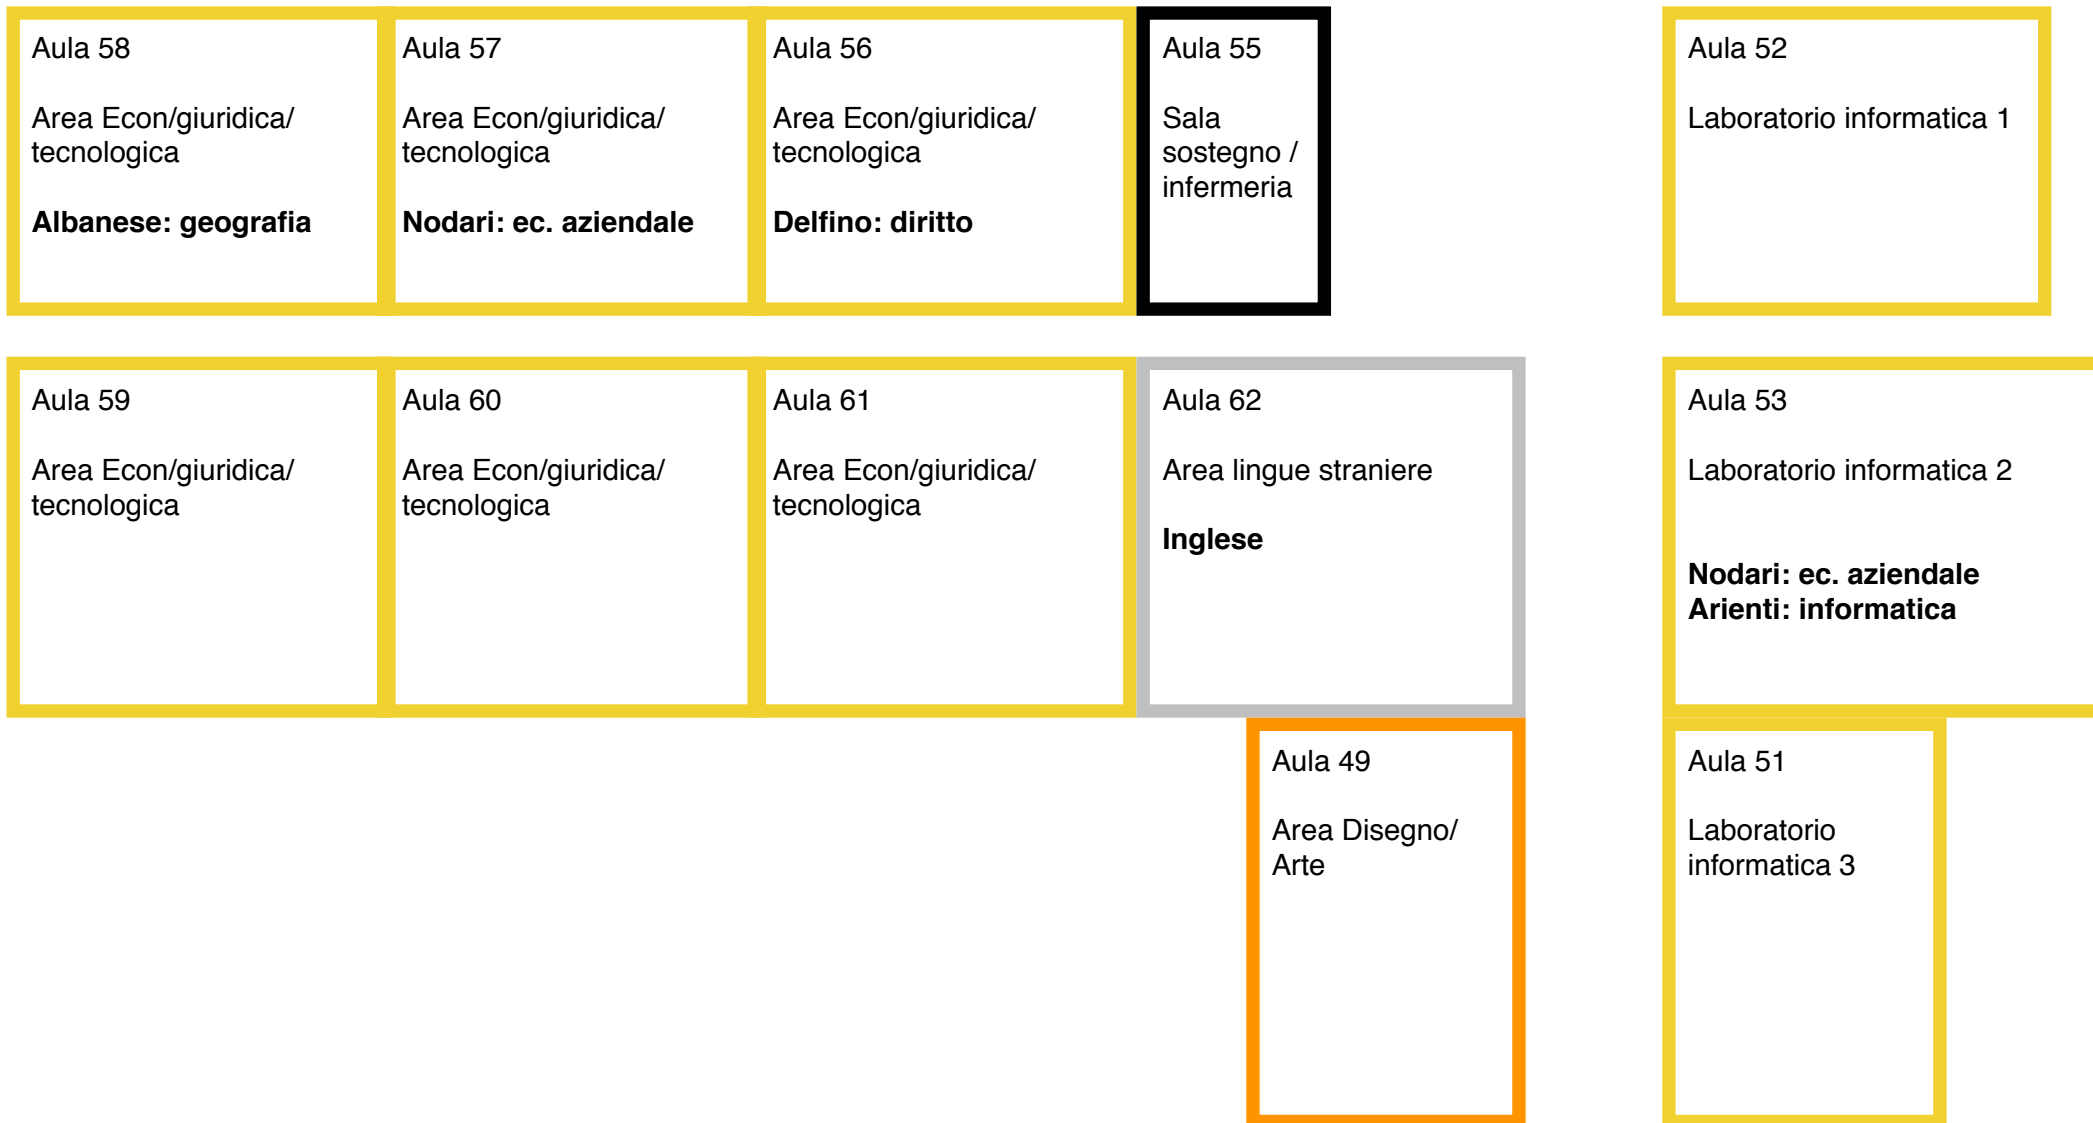 Aula 58
Area Econ/giuridica/
tecnologica
Albanese: geografia
Aula 57
Area Econ/giuridica/
tecnologica
Nodari: ec. aziendale
Aula 56
Area Econ/giuridica/
tecnologica
Delfino: diritto
Aula 55
Sala
sostegno /
infermeria
Aula 52
Laboratorio informatica 1
Aula 59
Area Econ/giuridica/
tecnologica
Aula 60
Area Econ/giuridica/
tecnologica
Aula 61
Area Econ/giuridica/
tecnologica
Aula 62
Area lingue straniere
Inglese
Aula 53
Laboratorio informatica 2
Nodari: ec. aziendale
Arienti: informatica
Aula 49
Area Disegno/
Arte
Aula 51
Laboratorio
informatica 3